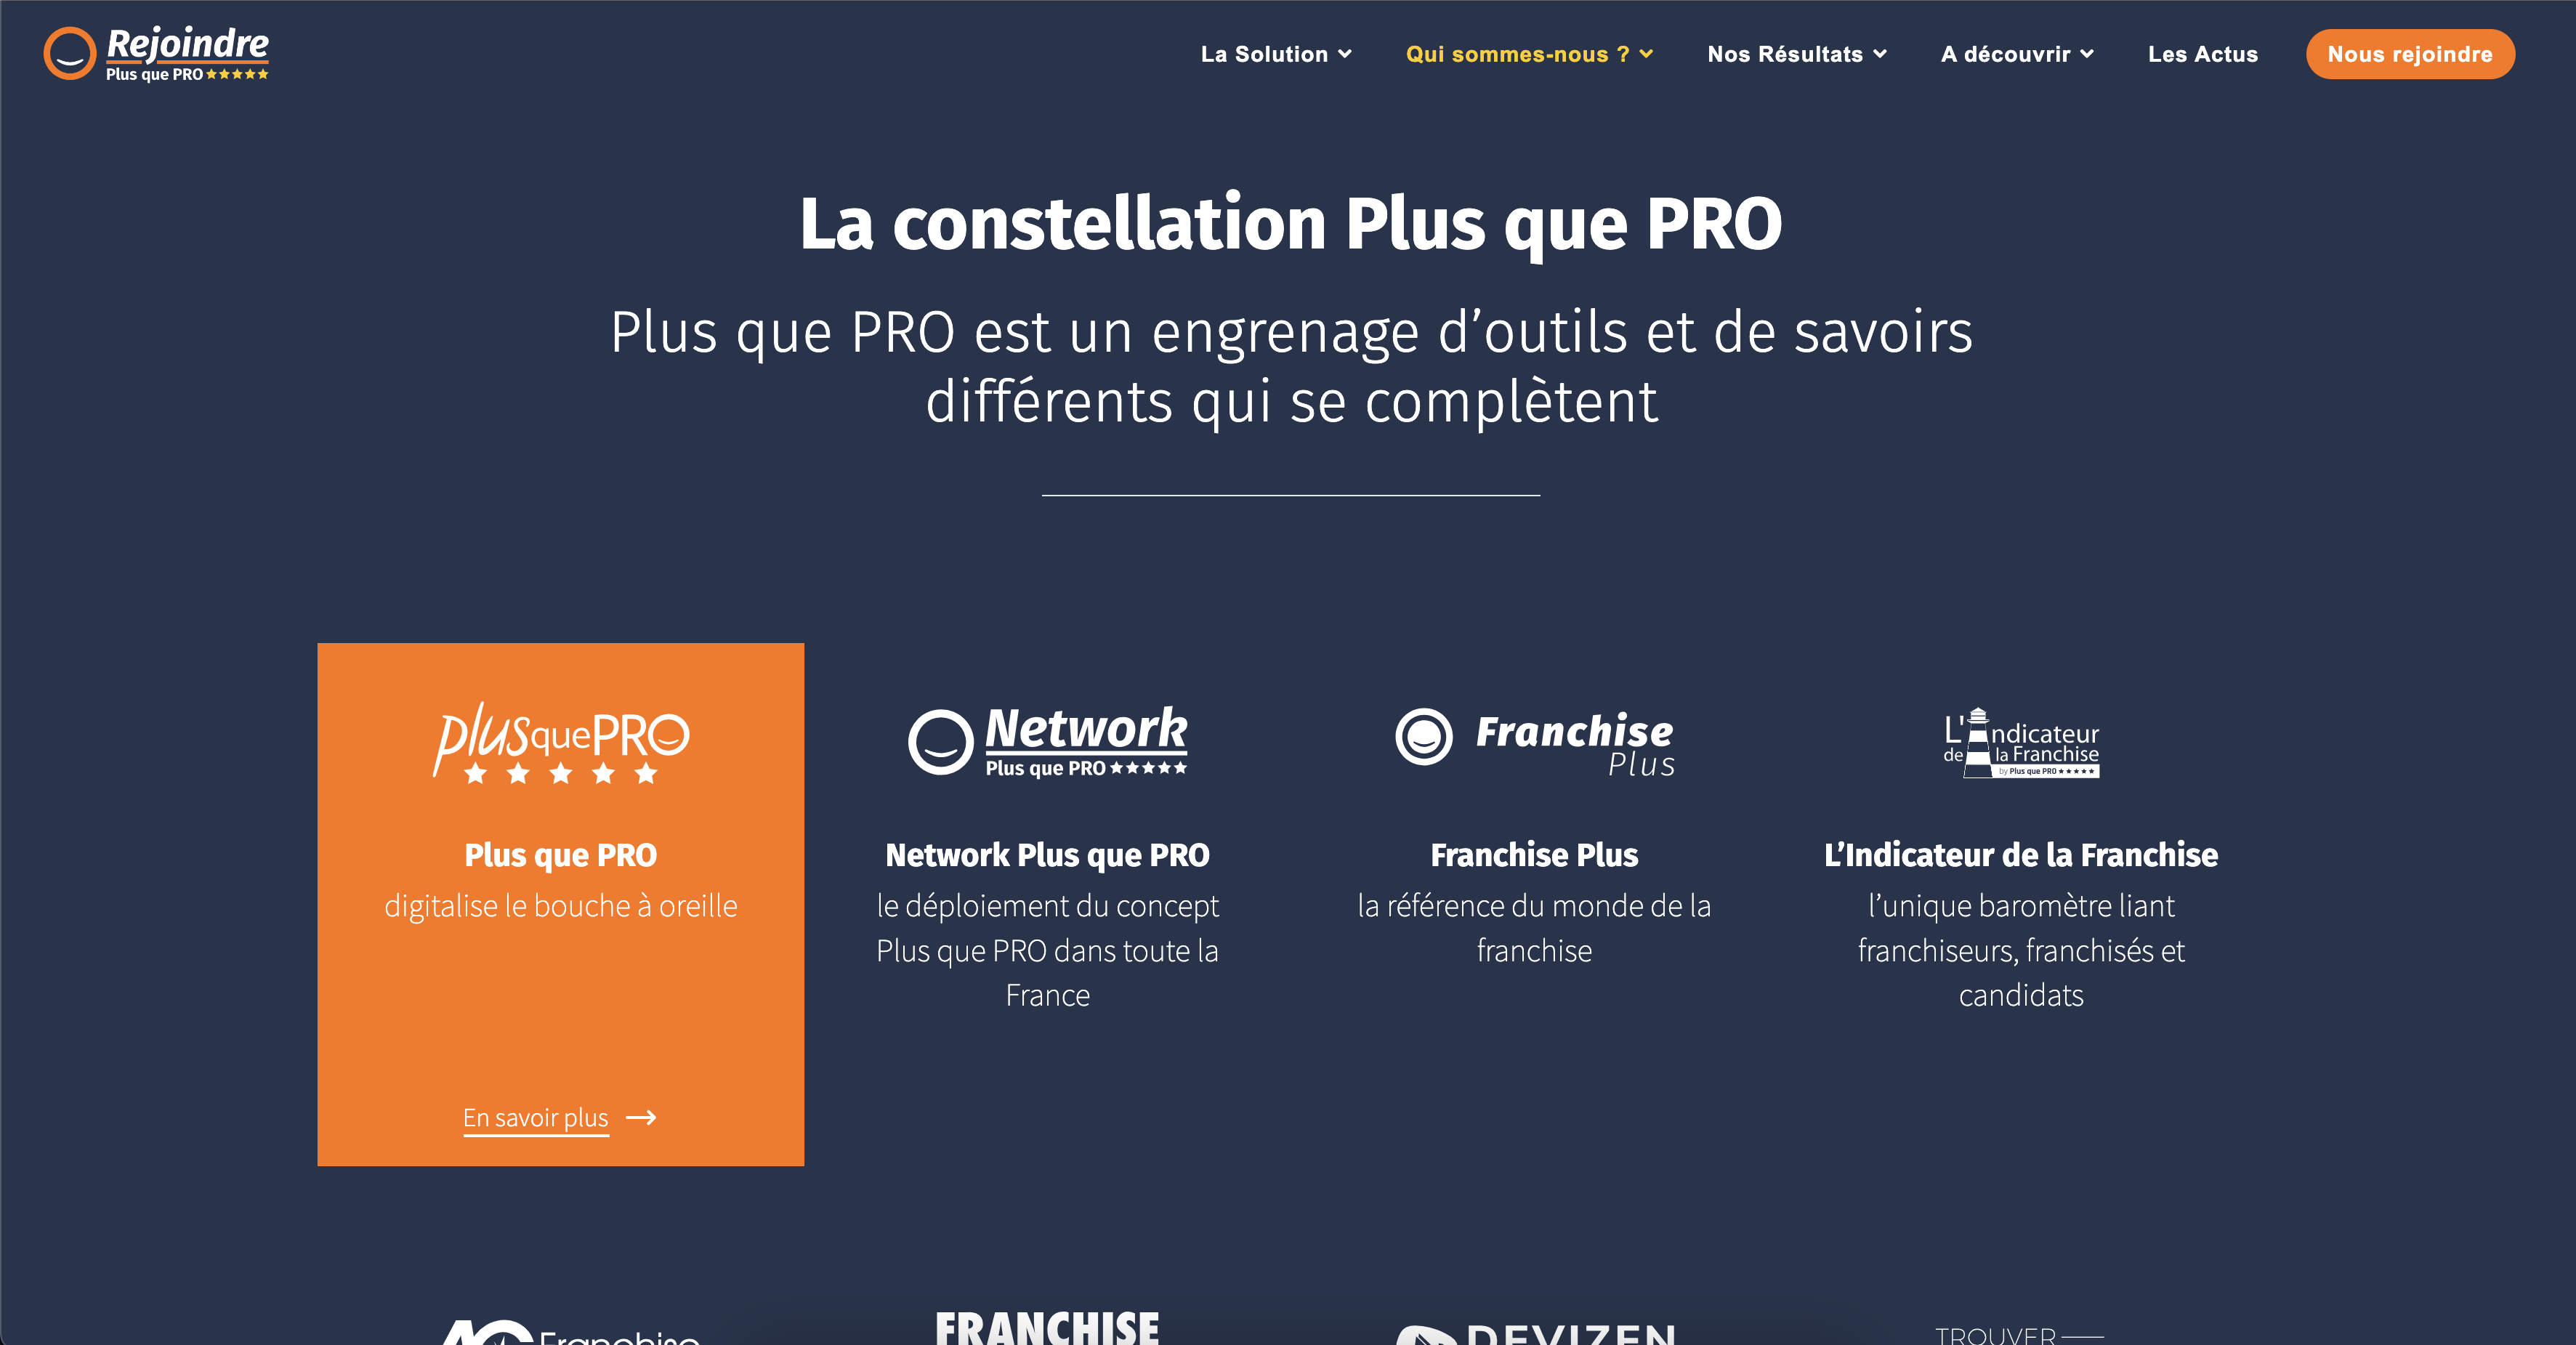 Rejoindre
Plus que PRO
La Solution
Qui sommes-nous ?
Nos Résultats
A découvrir
Les Actus
Nous rejoindre
La constellation Plus que PRO
Plus que PRO est un engrenage d’outils et de savoirs
différents qui se complètent
plus que PRO
Plus que PRO
digitalise le bouche à oreille
En savoir plus
Network
Plus que PRO
Network Plus que PRO
le déploiement du concept
Plus que PRO dans toute la
France
Franchise
Plus
Franchise Plus
la référence du monde de la
franchise
L'Indicateur
de la Franchise
by Plus que PRO
L’Indicateur de la Franchise
l’unique baromètre liant
franchiseurs, franchisés et
candidats
AC Franchise
FRANCHISE
DEVIZEN
TROUVER